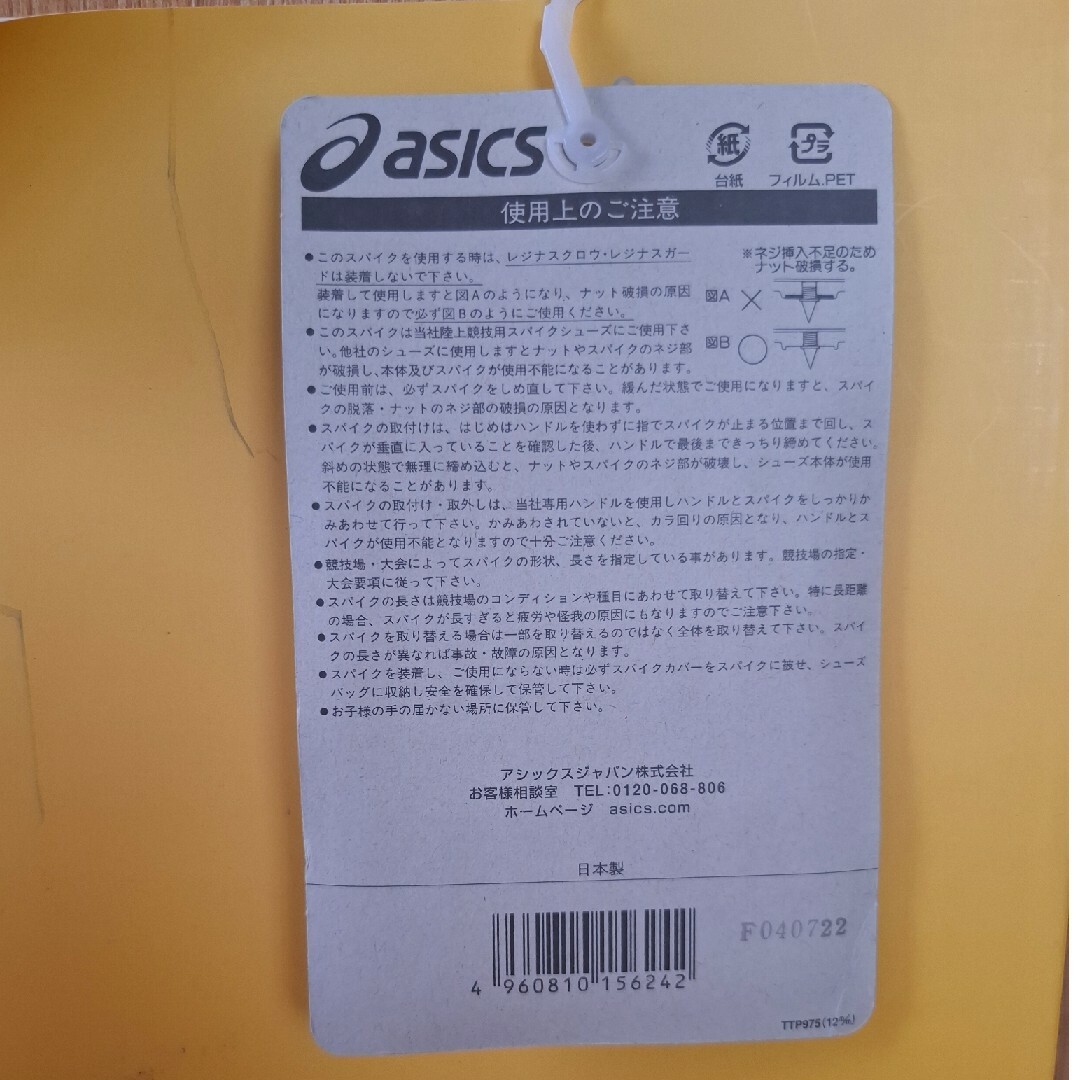 asics
紙
プラ
台紙 フィルム.PET
使用上のご注意
●このスパイクを使用する時は、レジナスクロウ・レジナスガー
ドは装着しないで下さい。
装着して使用しますと図Aのようになり、ナット破損の原因
になりますので必ず図Bのようにご使用ください。
※ネジ挿入不足のため
ナット破損する。
図A ×
図B ○
●このスパイクは当社陸上競技用スパイクシューズにご使用下さ
い。他社のシューズに使用しますとナットやスパイクのネジ部
が破損し、本体及びスパイクが使用不能になることがあります。
●ご使用前は、必ずスパイクをしめ直して下さい。緩んだ状態でご使用になりますと、スパイ
クの脱落・ナットのネジ部の破損の原因となります。
●スパイクの取付けは、はじめはハンドルを使わずに指でスパイクが止まる位置まで回し、ス
パイクが垂直に入っていることを確認した後、ハンドルで最後まできっちり締めてください。
斜めの状態で無理に締め込むと、ナットやスパイクのネジ部が破壊し、シューズ本体が使用
不能になることがあります。
●スパイクの取付け・取外しは、当社専用ハンドルを使用しハンドルとスパイクをしっかりか
みあわせて行って下さい。かみあわされていないと、カラ回りの原因となり、ハンドルとス
パイクが使用不能となりますので十分ご注意ください。
●競技場・大会によってスパイクの形状、長さを指定している事があります。競技場の指定・
大会要項に従って下さい。
●スパイクの長さは競技場のコンディションや種目にあわせて取り替えて下さい。特に長距離
の場合、スパイクが長すぎると疲労や怪我の原因にもなりますのでご注意下さい。
●スパイクを取り替える場合は一部を取り替えるのではなく全体を取り替えて下さい。スパイ
クの長さが異なれば事故・故障の原因となります。
●スパイクを装着し、ご使用にならない時は必ずスパイクカバーをスパイクに被せ、シューズ
バッグに収納し安全を確保して保管して下さい。
●お子様の手の届かない場所に保管して下さい。
アシックスジャパン株式会社
お客様相談室 TEL:0120-068-806
ホームページ asics.com
日本製
F040722
4 960810 156242
TTP975(12㎜)